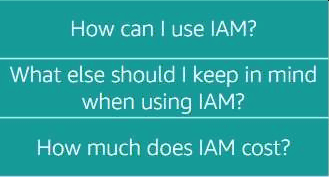 How can I use IAM?
What else should I keep in mind
when using IAM?
How much does IAM cost?